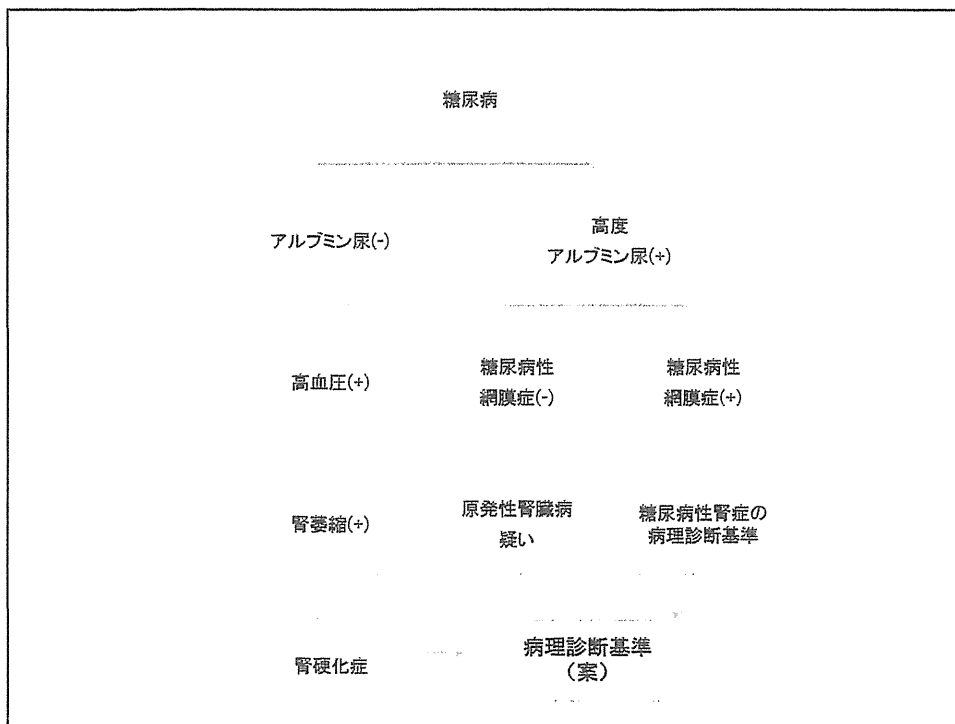 糖尿病
アルブミン尿(-)
高度
アルブミン尿(+)
高血圧(+)
糖尿病性
網膜症(-)
糖尿病性
網膜症(+)
腎萎縮(+)
原発性腎臓病
疑い
糖尿病性腎症の
病理診断基準
腎硬化症
病理診断基準
（案）